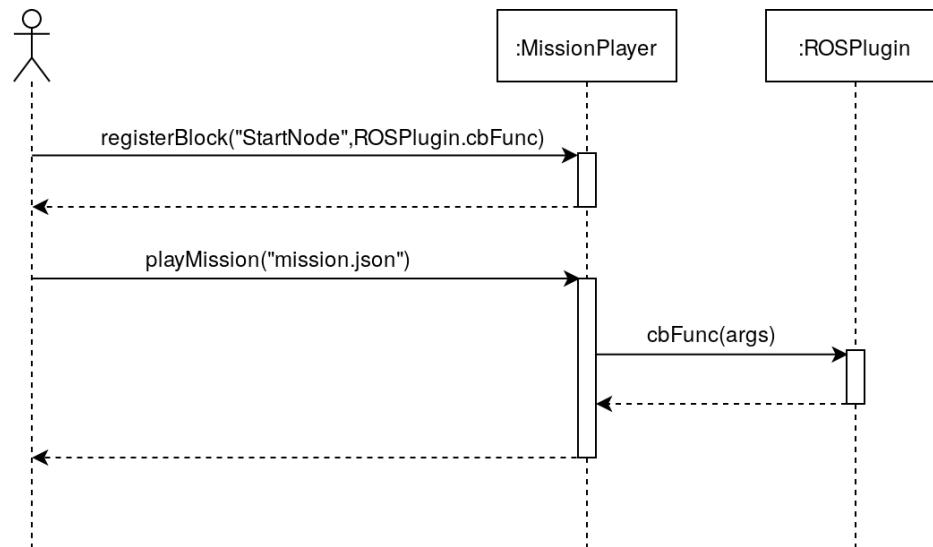 :MissionPlayer
:ROSPlugin
registerBlock("StartNode",ROSPlugin.cbFunc)
playMission("mission.json")
cbFunc(args)